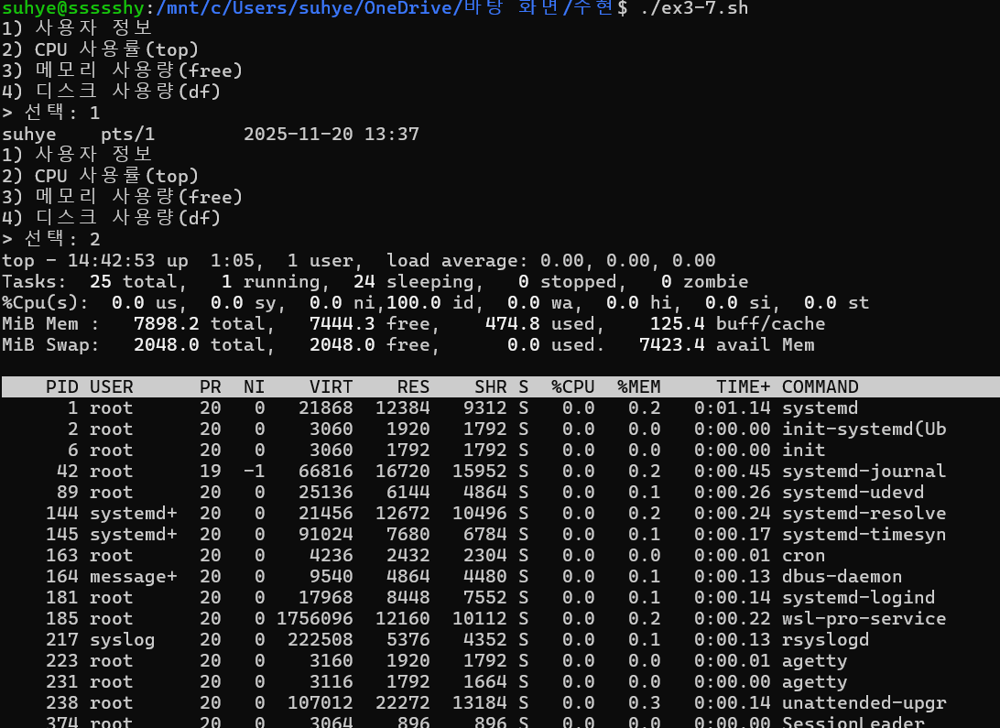 suhye@ssssshy:/mnt/c/Users/suhye/OneDrive/바탕 화면/수현$ ./ex3-7.sh
1) 사용자 정보
2) CPU 사용률(top)
3) 메모리 사용량(free)
4) 디스크 사용량(df)
> 선택: 1
suhye    pts/1        2025-11-20 13:37
1) 사용자 정보
2) CPU 사용률(top)
3) 메모리 사용량(free)
4) 디스크 사용량(df)
> 선택: 2
top - 14:42:53 up  1:05,  1 user,  load average: 0.00, 0.00, 0.00
Tasks:  25 total,   1 running,  24 sleeping,   0 stopped,   0 zombie
%Cpu(s):  0.0 us,  0.0 sy,  0.0 ni,100.0 id,  0.0 wa,  0.0 hi,  0.0 si,  0.0 st
MiB Mem :   7898.2 total,   7444.3 free,    474.8 used,    125.4 buff/cache
MiB Swap:   2048.0 total,   2048.0 free,      0.0 used.   7423.4 avail Mem
    PID USER      PR  NI    VIRT    RES    SHR S  %CPU  %MEM     TIME+ COMMAND
      1 root      20   0   21868  12384   9312 S   0.0   0.2   0:01.14 systemd
      2 root      20   0    3060   1920   1792 S   0.0   0.0   0:00.00 init-systemd(Ub
      6 root      20   0    3060   1792   1792 S   0.0   0.0   0:00.00 init
     42 root      19  -1   66816  16720  15952 S   0.0   0.2   0:00.45 systemd-journal
     89 root      20   0   25136   6144   4864 S   0.0   0.1   0:00.26 systemd-udevd
    144 systemd+  20   0   21456  12672  10496 S   0.0   0.2   0:00.24 systemd-resolve
    145 systemd+  20   0   91024   7680   6784 S   0.0   0.1   0:00.17 systemd-timesyn
    163 root      20   0    4236   2432   2304 S   0.0   0.0   0:00.01 cron
    164 message+  20   0    9540   4864   4480 S   0.0   0.1   0:00.13 dbus-daemon
    181 root      20   0   17968   8448   7552 S   0.0   0.1   0:00.14 systemd-logind
    185 root      20   0 1756096  12160  10112 S   0.0   0.2   0:00.22 wsl-pro-service
    217 syslog    20   0  222508   5376   4352 S   0.0   0.1   0:00.13 rsyslogd
    223 root      20   0    3160   1920   1792 S   0.0   0.0   0:00.01 agetty
    231 root      20   0    3116   1792   1664 S   0.0   0.0   0:00.00 agetty
    238 root      20   0  107012  22272  13184 S   0.0   0.3   0:00.14 unattended-upgr
    374 root      20   0    3064    896    896 S   0.0   0.0   0:00.00 SessionLeader